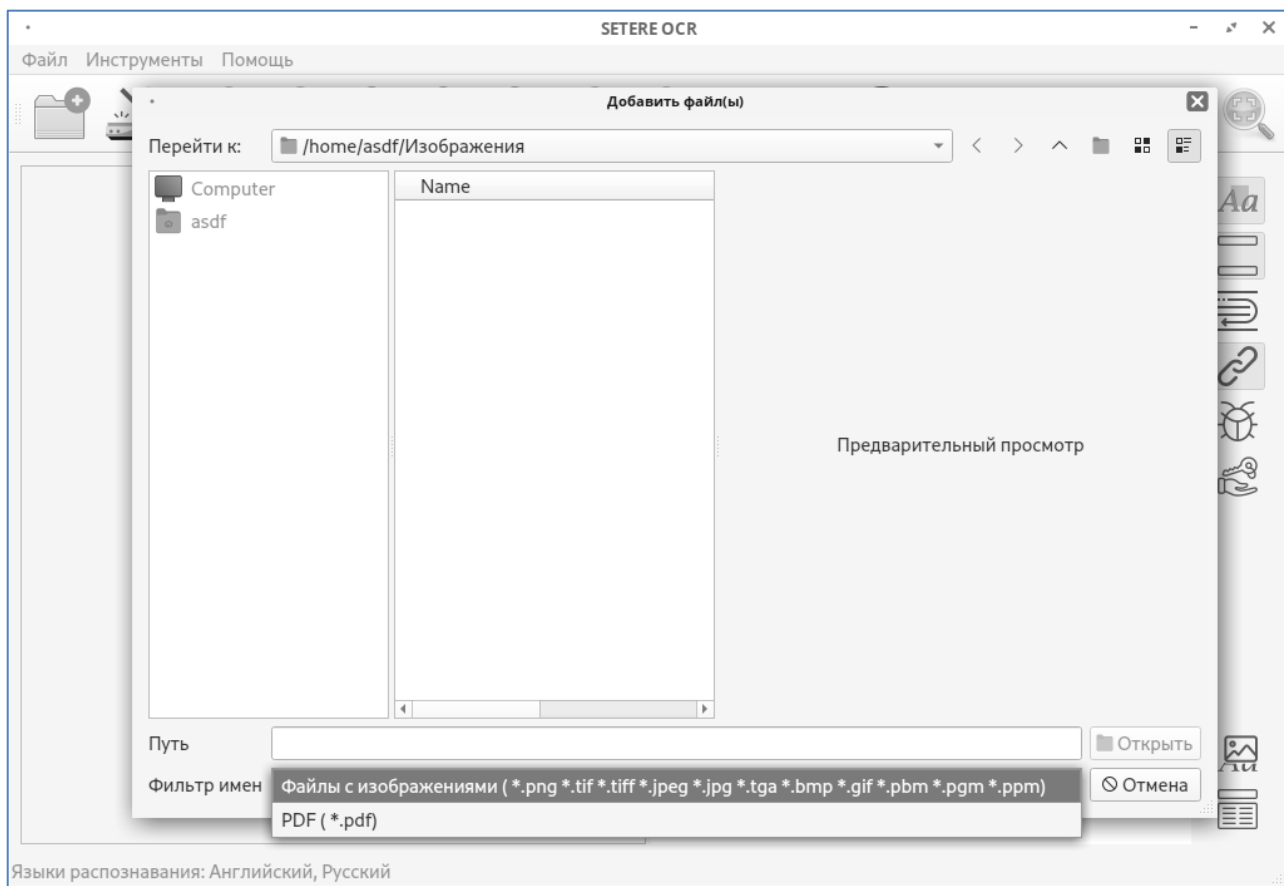 SETERE OCR
Файл Инструменты Помощь
Добавить файл(ы)
Перейти к: /home/asdf/Изображения
Computer
asdf
Name
Aa
Предварительный просмотр
Путь
Открыть
Фильтр имен Файлы с изображениями ( *.png *.tif *.tiff *.jpeg *.jpg *.tga *.bmp *.gif *.pbm *.pgm *.ppm)
Отмена
PDF ( *.pdf)
Языки распознавания: Английский, Русский